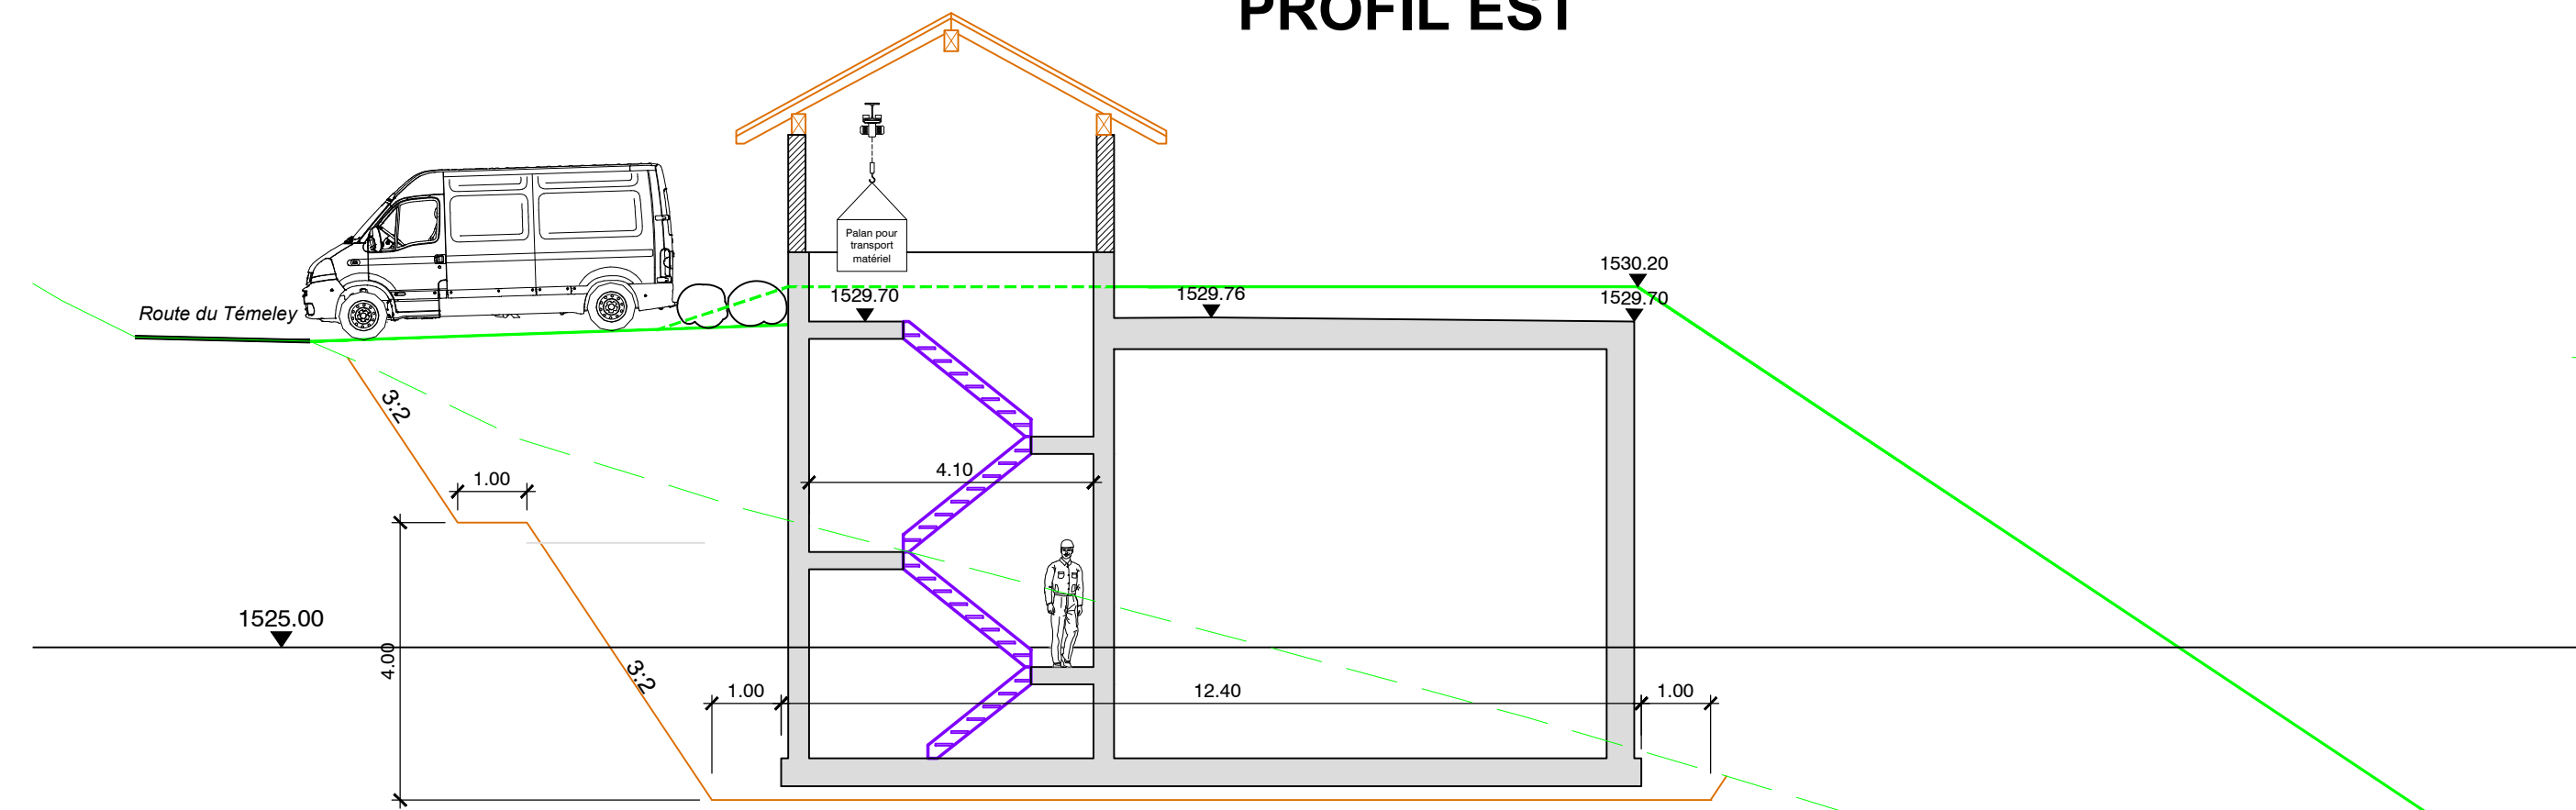 PROFIL EST
Palan pour
transport
matériel
1530.20
1529.70
1529.76
1529.70
Route du Témeley
3:2
4.10
1.00
1525.00
4.00
3:2
1.00
12.40
1.00